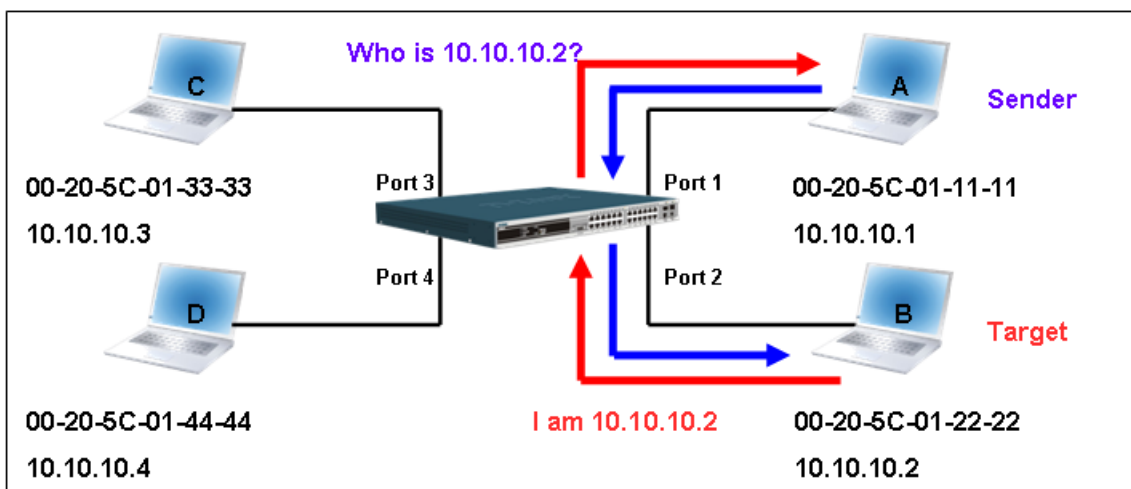 Who is 10.10.10.2?
C
A
Sender
00-20-5C-01-33-33
10.10.10.3
Port 3
Port 1
00-20-5C-01-11-11
10.10.10.1
Port 4
Port 2
D
B
Target
00-20-5C-01-44-44
10.10.10.4
I am 10.10.10.2
00-20-5C-01-22-22
10.10.10.2